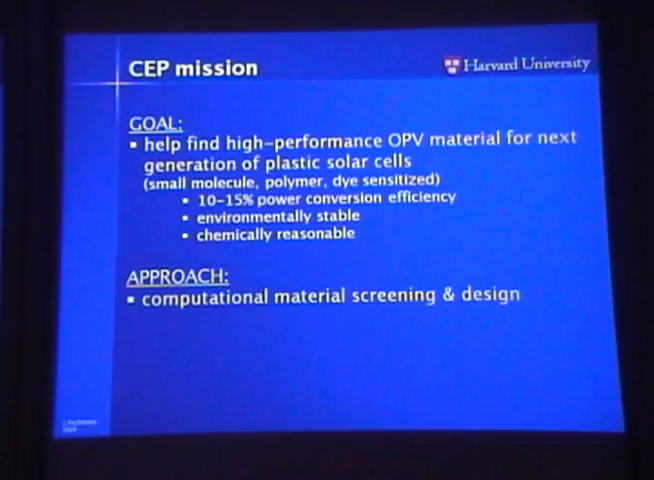 CEP mission
Harvard University
GOAL:
▪ help find high-performance OPV material for next
generation of plastic solar cells
(small molecule, polymer, dye sensitized)
▪ 10-15% power conversion efficiency
▪ environmentally stable
▪ chemically reasonable
APPROACH:
▪ computational material screening & design